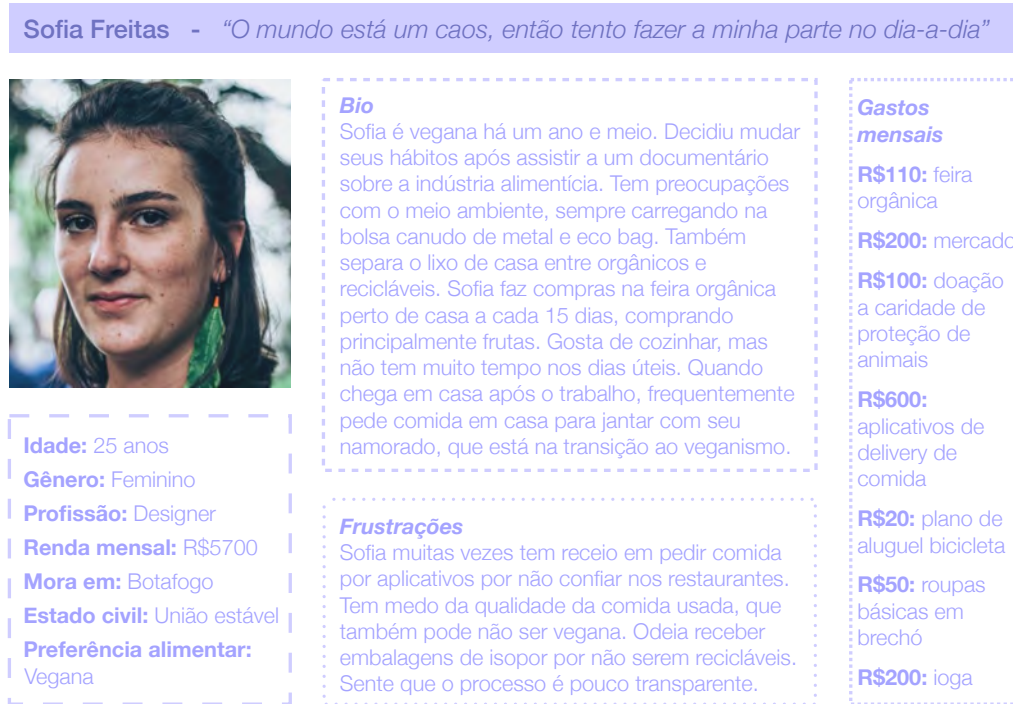 Sofia Freitas - “O mundo está um caos, então tento fazer a minha parte no dia-a-dia”
Idade: 25 anos
Gênero: Feminino
Profissão: Designer
Renda mensal: R$5700
Mora em: Botafogo
Estado civil: União estável
Preferência alimentar:
Vegana
Bio
Sofia é vegana há um ano e meio. Decidiu mudar
seus hábitos após assistir a um documentário
sobre a indústria alimentícia. Tem preocupações
com o meio ambiente, sempre carregando na
bolsa canudo de metal e eco bag. Também
separa o lixo de casa entre orgânicos e
recicláveis. Sofia faz compras na feira orgânica
perto de casa a cada 15 dias, comprando
principalmente frutas. Gosta de cozinhar, mas
não tem muito tempo nos dias úteis. Quando
chega em casa após o trabalho, frequentemente
pede comida em casa para jantar com seu
namorado, que está na transição ao veganismo.
Frustrações
Sofia muitas vezes tem receio em pedir comida
por aplicativos por não confiar nos restaurantes.
Tem medo da qualidade da comida usada, que
também pode não ser vegana. Odeia receber
embalagens de isopor por não serem recicláveis.
Sente que o processo é pouco transparente.
Gastos
mensais
R$110: feira
orgânica
R$200: mercado
R$100: doação
a caridade de
proteção de
animais
R$600:
aplicativos de
delivery de
comida
R$20: plano de
aluguel bicicleta
R$50: roupas
básicas em
brechó
R$200: ioga